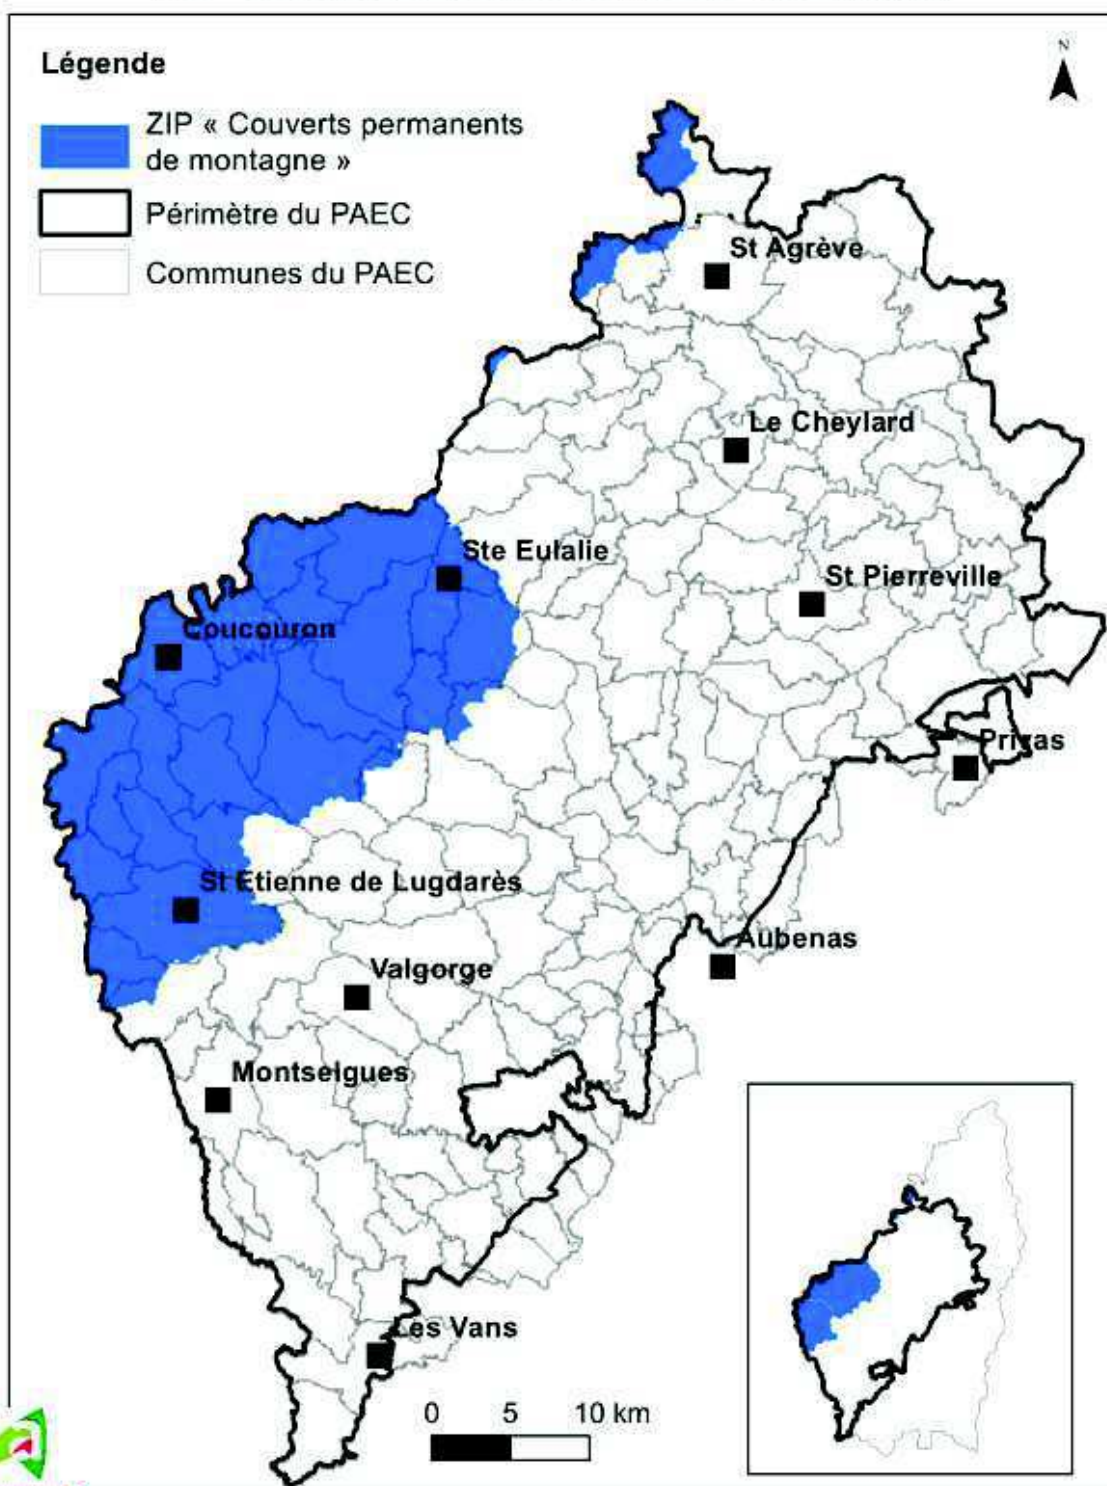 Légende
ZIP « Couverts permanents
de montagne »
Périmètre du PAEC
Communes du PAEC
N
St Agrève
Le Cheylard
Ste Eulalie
St Pierreville
Coucouron
Privas
St Etienne de Lugdarès
Aubenas
Valgorge
Montselgues
Les Vans
0 5 10 km